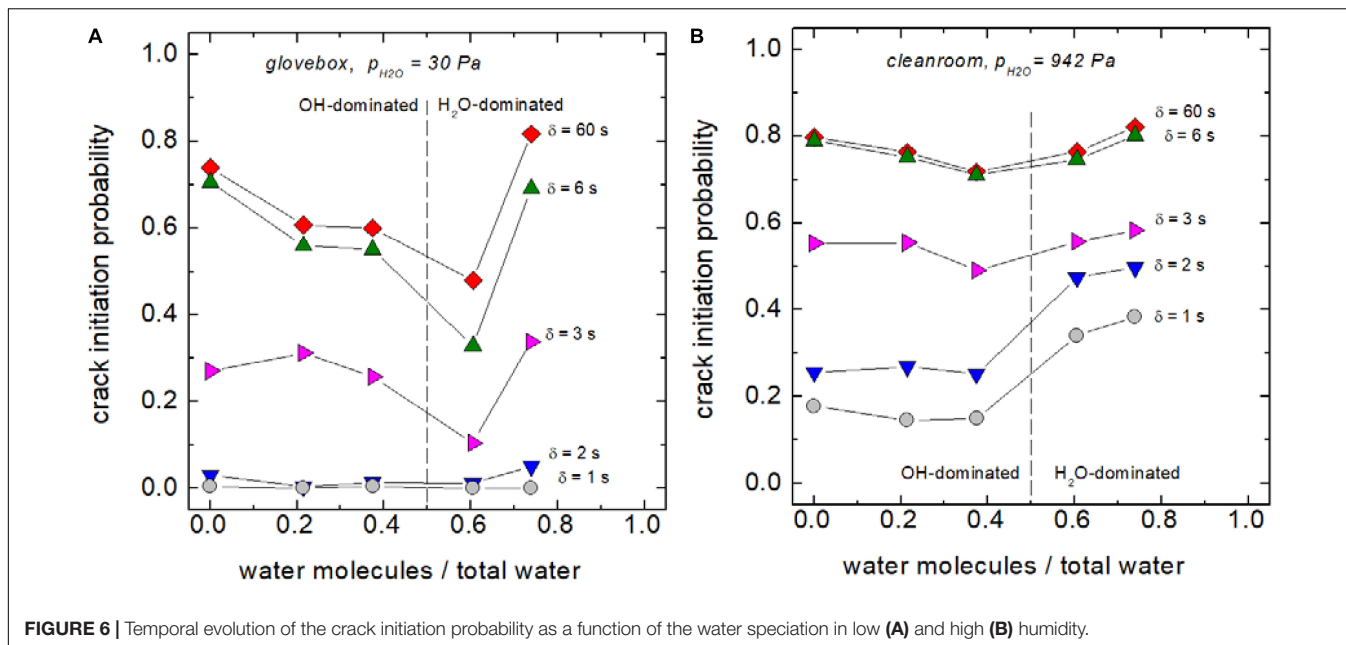 A
glovebox, p_H2O = 30 Pa
OH-dominated H₂O-dominated
δ = 60 s
δ = 6 s
δ = 3 s
δ = 2 s
δ = 1 s
1.0
0.8
0.6
0.4
0.2
0.0
crack initiation probability
0.0 0.2 0.4 0.6 0.8 1.0
water molecules / total water
B
cleanroom, p_H2O = 942 Pa
δ = 60 s
δ = 6 s
δ = 3 s
δ = 2 s
δ = 1 s
OH-dominated H₂O-dominated
1.0
0.8
0.6
0.4
0.2
0.0
crack initiation probability
0.0 0.2 0.4 0.6 0.8 1.0
water molecules / total water
FIGURE 6 | Temporal evolution of the crack initiation probability as a function of the water speciation in low (A) and high (B) humidity.